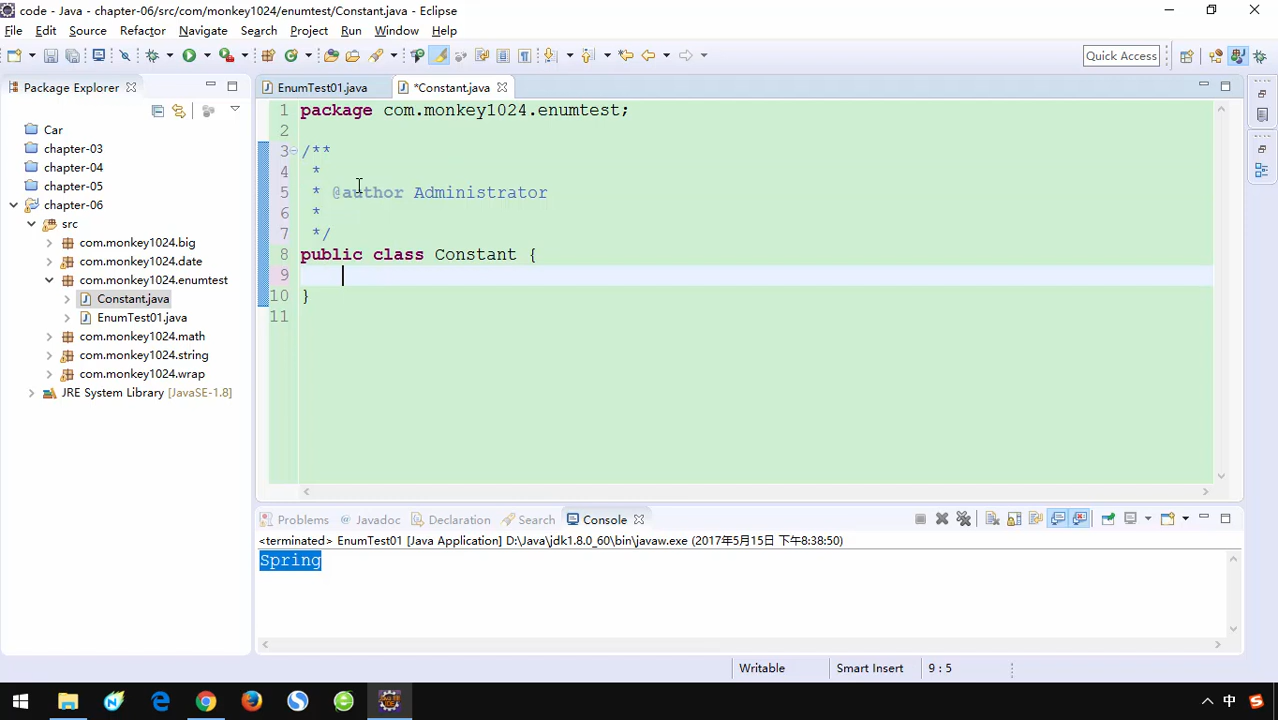 code - Java - chapter-06/src/com/monkey1024/enumtest/Constant.java - Eclipse
File Edit Source Refactor Navigate Search Project Run Window Help
Quick Access
Package Explorer
EnumTest01.java
*Constant.java
Car
chapter-03
chapter-04
chapter-05
chapter-06
src
com.monkey1024.big
com.monkey1024.date
com.monkey1024.enumtest
Constant.java
EnumTest01.java
com.monkey1024.math
com.monkey1024.string
com.monkey1024.wrap
JRE System Library [JavaSE-1.8]
1 package com.monkey1024.enumtest;
2
3 /**
4 *
5 * @author Administrator
6 *
7 */
8 public class Constant {
9
10 }
11
Problems @ Javadoc Declaration Search Console
<terminated> EnumTest01 [Java Application] D:\Java\jdk1.8.0_60\bin\javaw.exe (2017年5月15日 下午8:38:50)
Spring
Writable Smart Insert 9 : 5
中